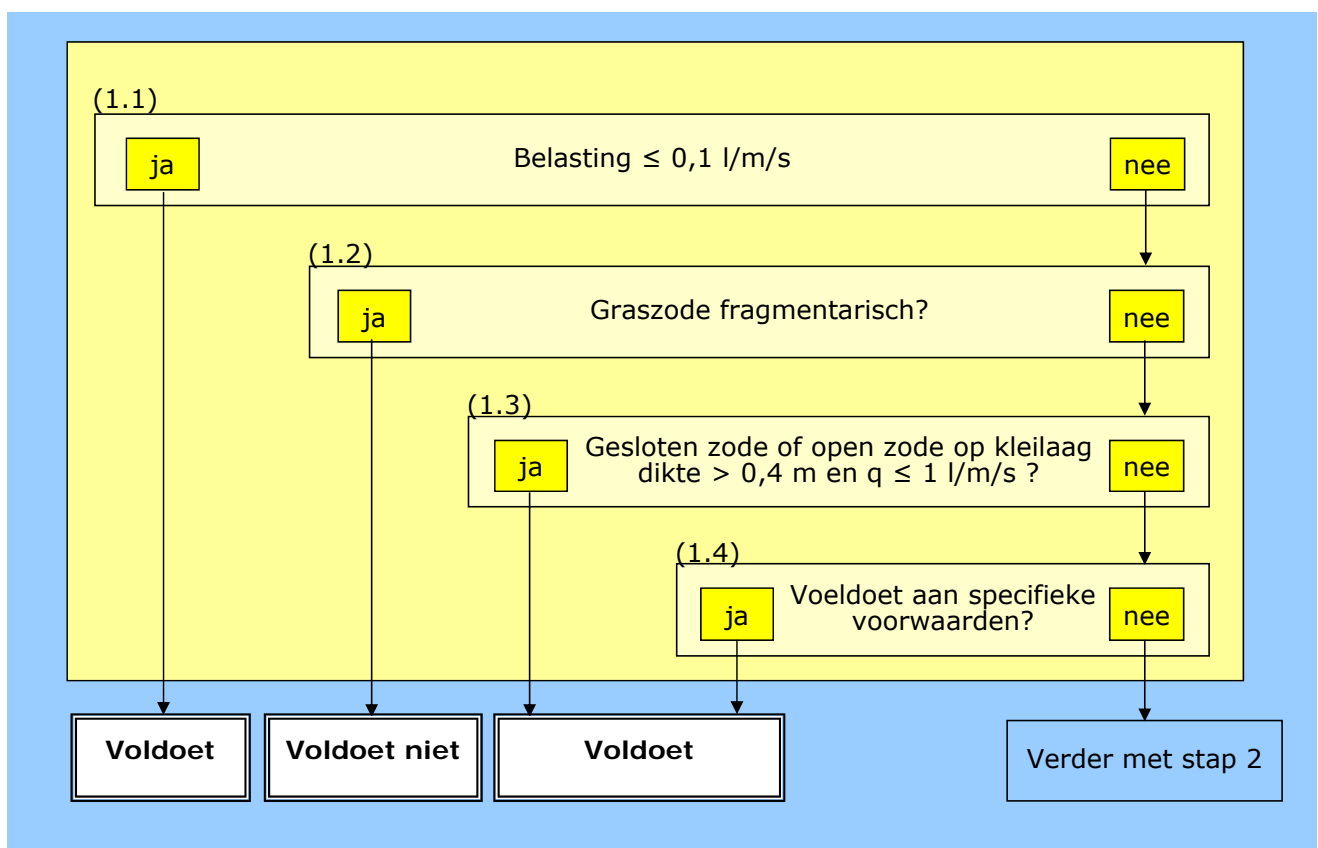 (1.1)
ja
Belasting ≤ 0,1 l/m/s
nee
(1.2)
ja
Graszode fragmentarisch?
nee
(1.3)
ja
Gesloten zode of open zode op kleilaag
dikte > 0,4 m en q ≤ 1 l/m/s ?
nee
(1.4)
ja
Voeldoet aan specifieke
voorwaarden?
nee
Voldoet
Voldoet niet
Voldoet
Verder met stap 2